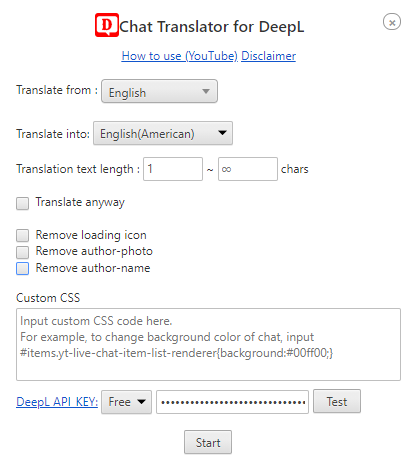 D Chat Translator for DeepL
How to use (YouTube) Disclaimer
Translate from : English
Translate into: English(American)
Translation text length : 1 ~ ∞ chars
Translate anyway
Remove loading icon
Remove author-photo
Remove author-name
Custom CSS
Input custom CSS code here.
For example, to change background color of chat, input
#items.yt-live-chat-item-list-renderer{background:#00ff00;}
DeepL API KEY: Free •••••••••••••••••••••••••••••• Test
Start